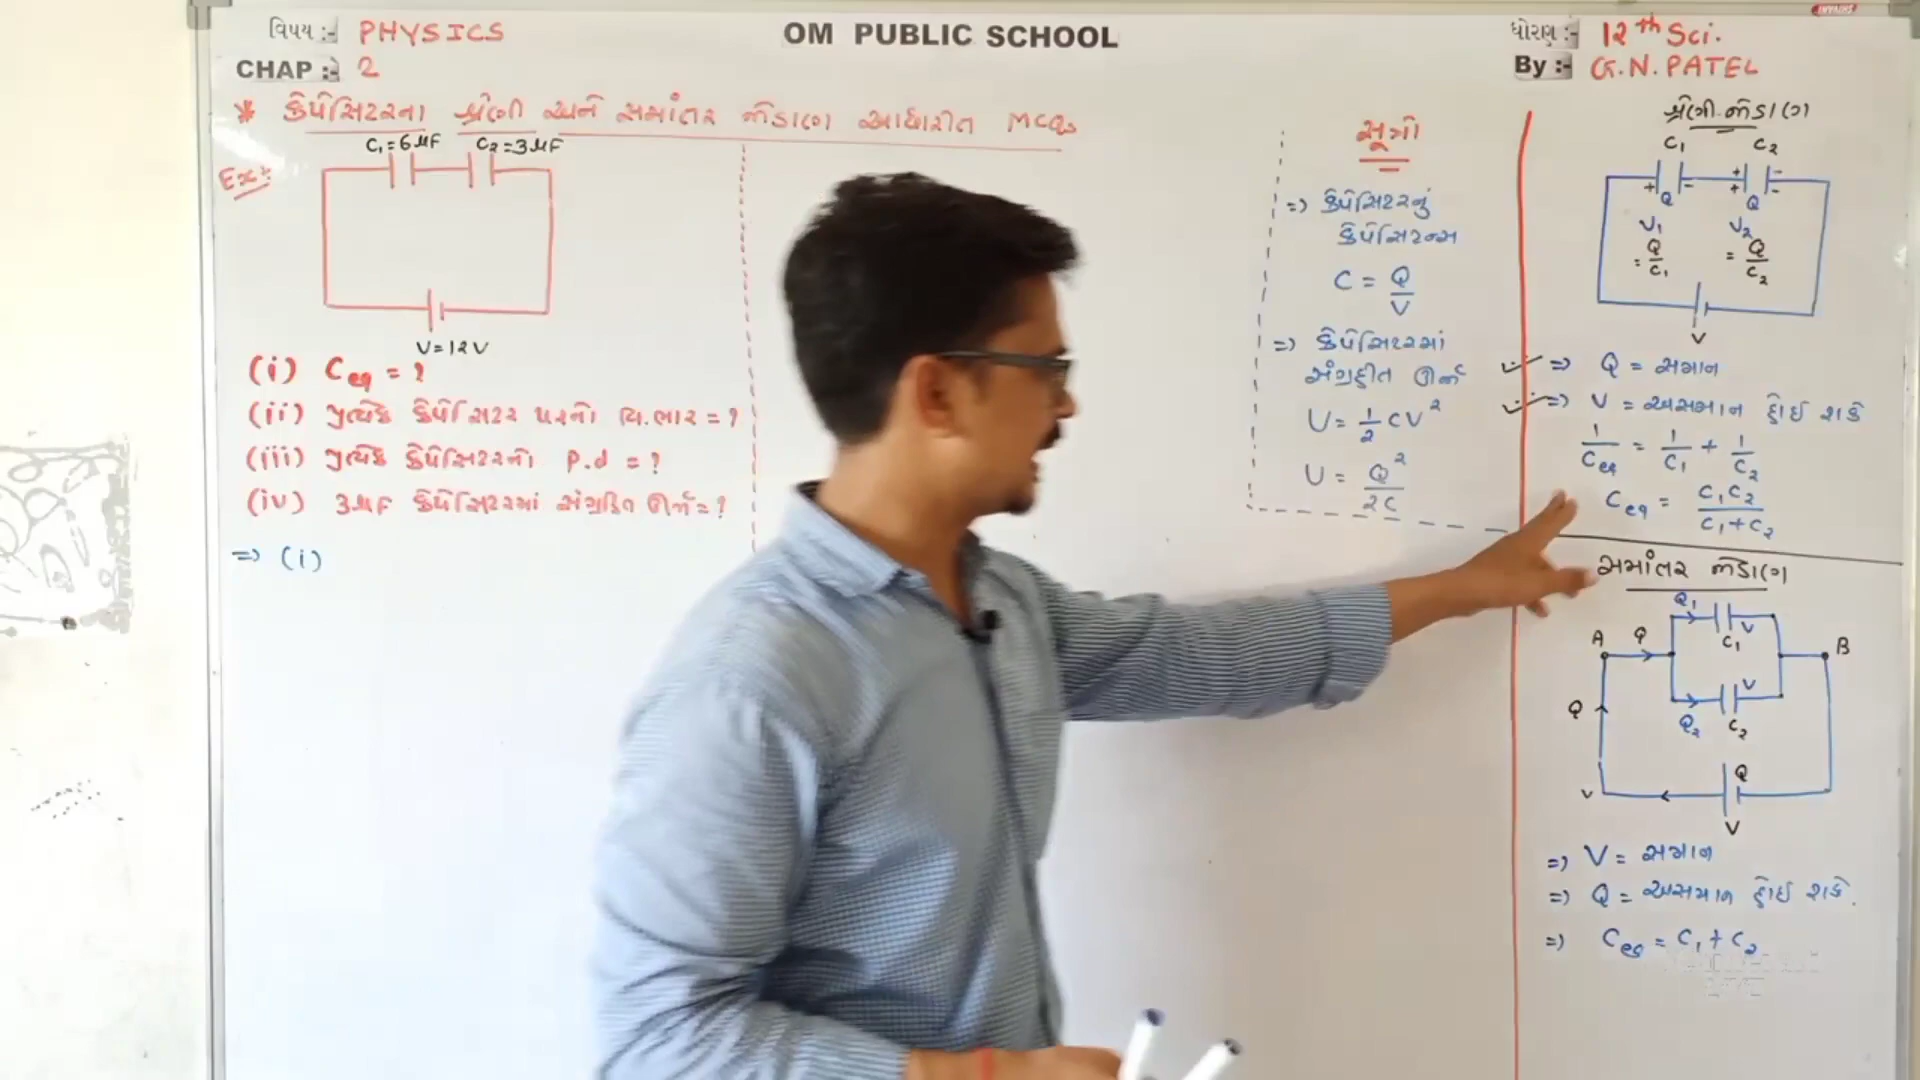 વિષય :- PHYSICS
OM PUBLIC SCHOOL
ધોરણ :- 12th Sci.
CHAP :- 2
By :- G.N. PATEL
* કેપેસિટરના શ્રેણી અને સમાંતર જોડાણ આધારીત MCQs
Ex:
C₁=6μF C₂=3μF
V=12V
(i) Ceq = ?
(ii) પ્રત્યેક કેપેસિટર પરનો વિ.ભાર = ?
(iii) પ્રત્યેક કેપેસિટરનો P.d = ?
(iv) 3μF કેપેસિટરમાં સંગ્રહિત ઊર્જા = ?
=> (i)
સૂત્રો
=> કેપેસિટરનું
કેપેસિટન્સ
C = Q/V
=> કેપેસિટરમાં
સંગ્રહીત ઊર્જા
U = 1/2 CV²
U = Q²/2C
શ્રેણી જોડાણ
C₁ C₂
+ - + -
+ -
Q Q
V₁ V₂
= Q/C₁ = Q/C₂
V
=> Q = સમાન
=> V = અસમાન હોઈ શકે
1/Ceq = 1/C₁ + 1/C₂
Ceq = C₁C₂/C₁+C₂
સમાંતર જોડાણ
Q₁ V
C₁
A Q B
V
Q Q₂ C₂
Q
V
V
=> V = સમાન
=> Q = અસમાન હોઈ શકે.
=> Ceq = C₁ + C₂